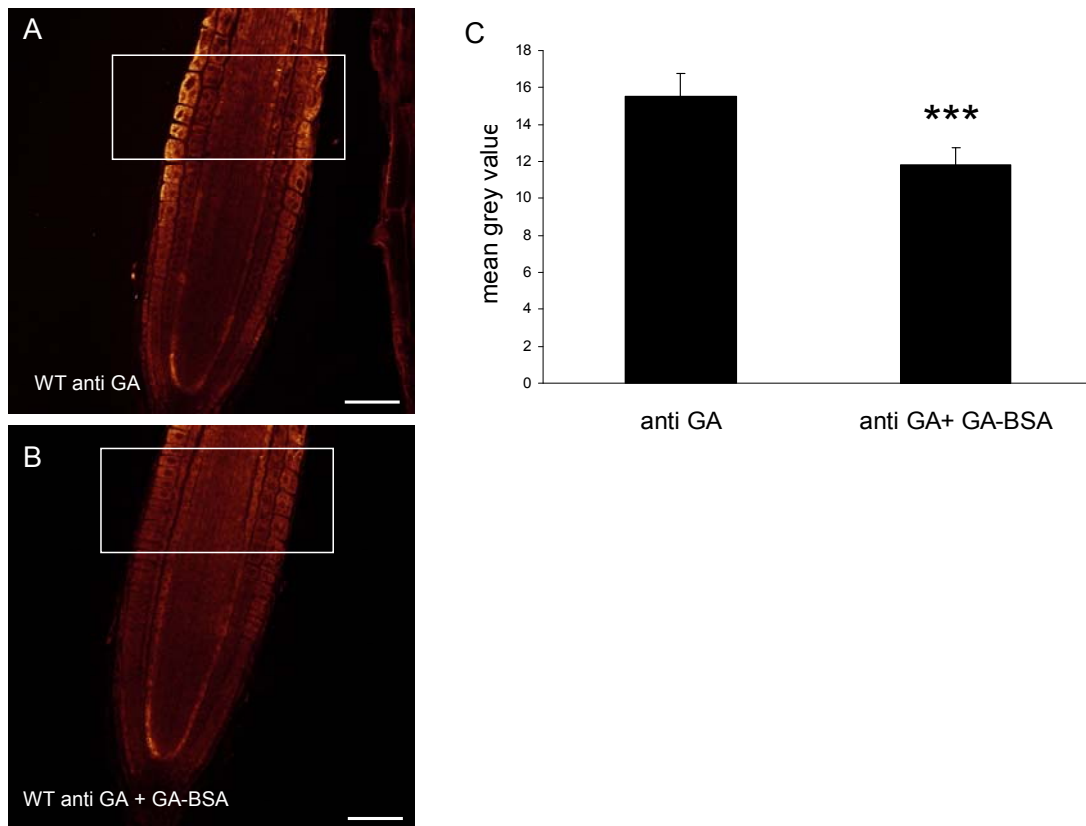 A
WT anti GA
B
WT anti GA + GA-BSA
C
18
16
14
12
10
8
6
4
2
0
mean grey value
***
anti GA
anti GA+ GA-BSA